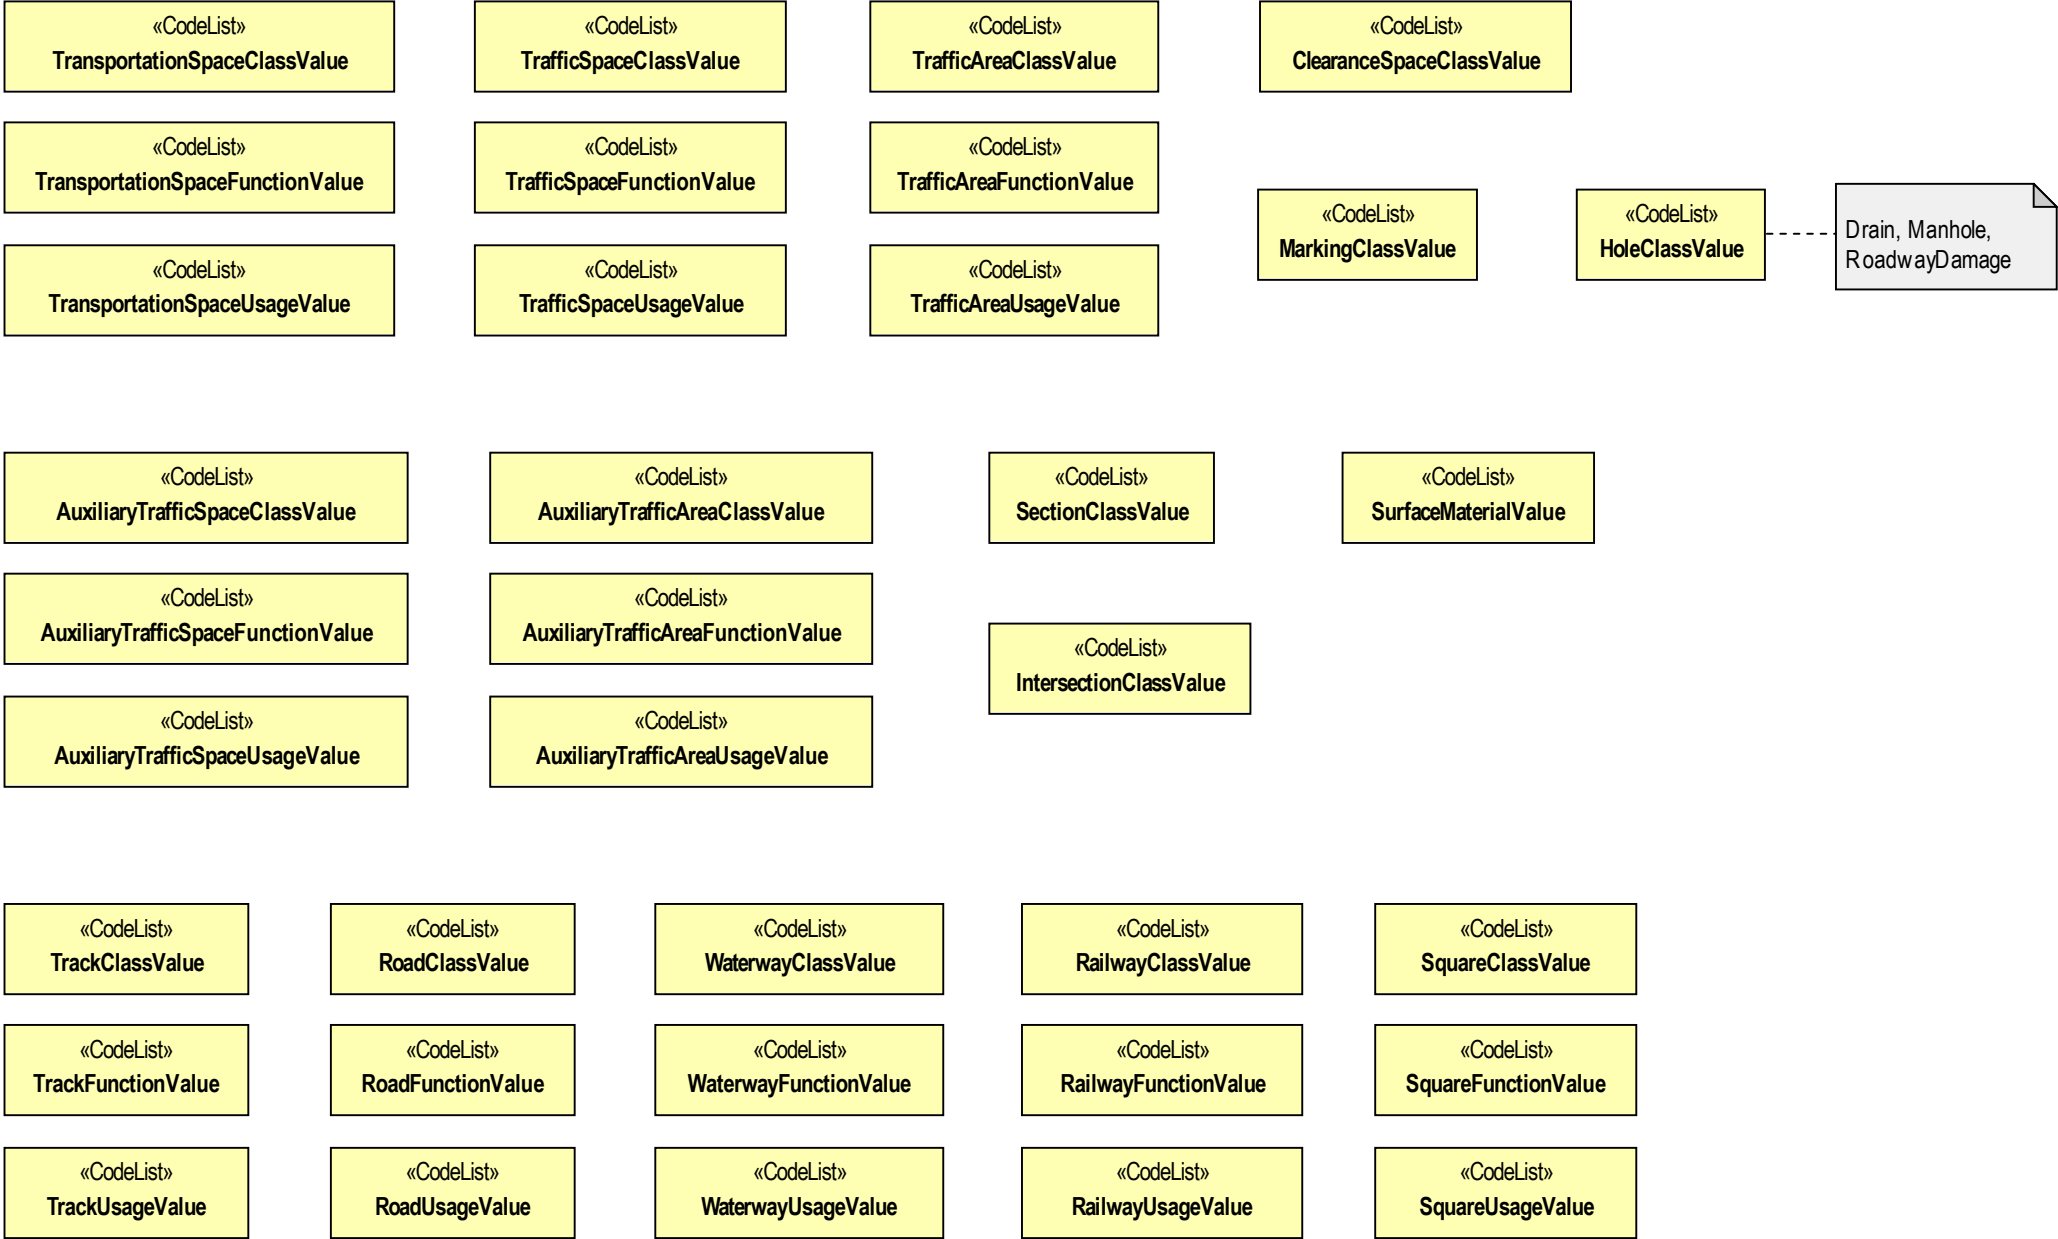 «CodeList»
TransportationSpaceClassValue
«CodeList»
TrafficSpaceClassValue
«CodeList»
TrafficAreaClassValue
«CodeList»
ClearanceSpaceClassValue
«CodeList»
TransportationSpaceFunctionValue
«CodeList»
TrafficSpaceFunctionValue
«CodeList»
TrafficAreaFunctionValue
«CodeList»
MarkingClassValue
«CodeList»
HoleClassValue
Drain, Manhole,
RoadwayDamage
«CodeList»
TransportationSpaceUsageValue
«CodeList»
TrafficSpaceUsageValue
«CodeList»
TrafficAreaUsageValue
«CodeList»
AuxiliaryTrafficSpaceClassValue
«CodeList»
AuxiliaryTrafficAreaClassValue
«CodeList»
SectionClassValue
«CodeList»
SurfaceMaterialValue
«CodeList»
AuxiliaryTrafficSpaceFunctionValue
«CodeList»
AuxiliaryTrafficAreaFunctionValue
«CodeList»
IntersectionClassValue
«CodeList»
AuxiliaryTrafficSpaceUsageValue
«CodeList»
AuxiliaryTrafficAreaUsageValue
«CodeList»
TrackClassValue
«CodeList»
RoadClassValue
«CodeList»
WaterwayClassValue
«CodeList»
RailwayClassValue
«CodeList»
SquareClassValue
«CodeList»
TrackFunctionValue
«CodeList»
RoadFunctionValue
«CodeList»
WaterwayFunctionValue
«CodeList»
RailwayFunctionValue
«CodeList»
SquareFunctionValue
«CodeList»
TrackUsageValue
«CodeList»
RoadUsageValue
«CodeList»
WaterwayUsageValue
«CodeList»
RailwayUsageValue
«CodeList»
SquareUsageValue